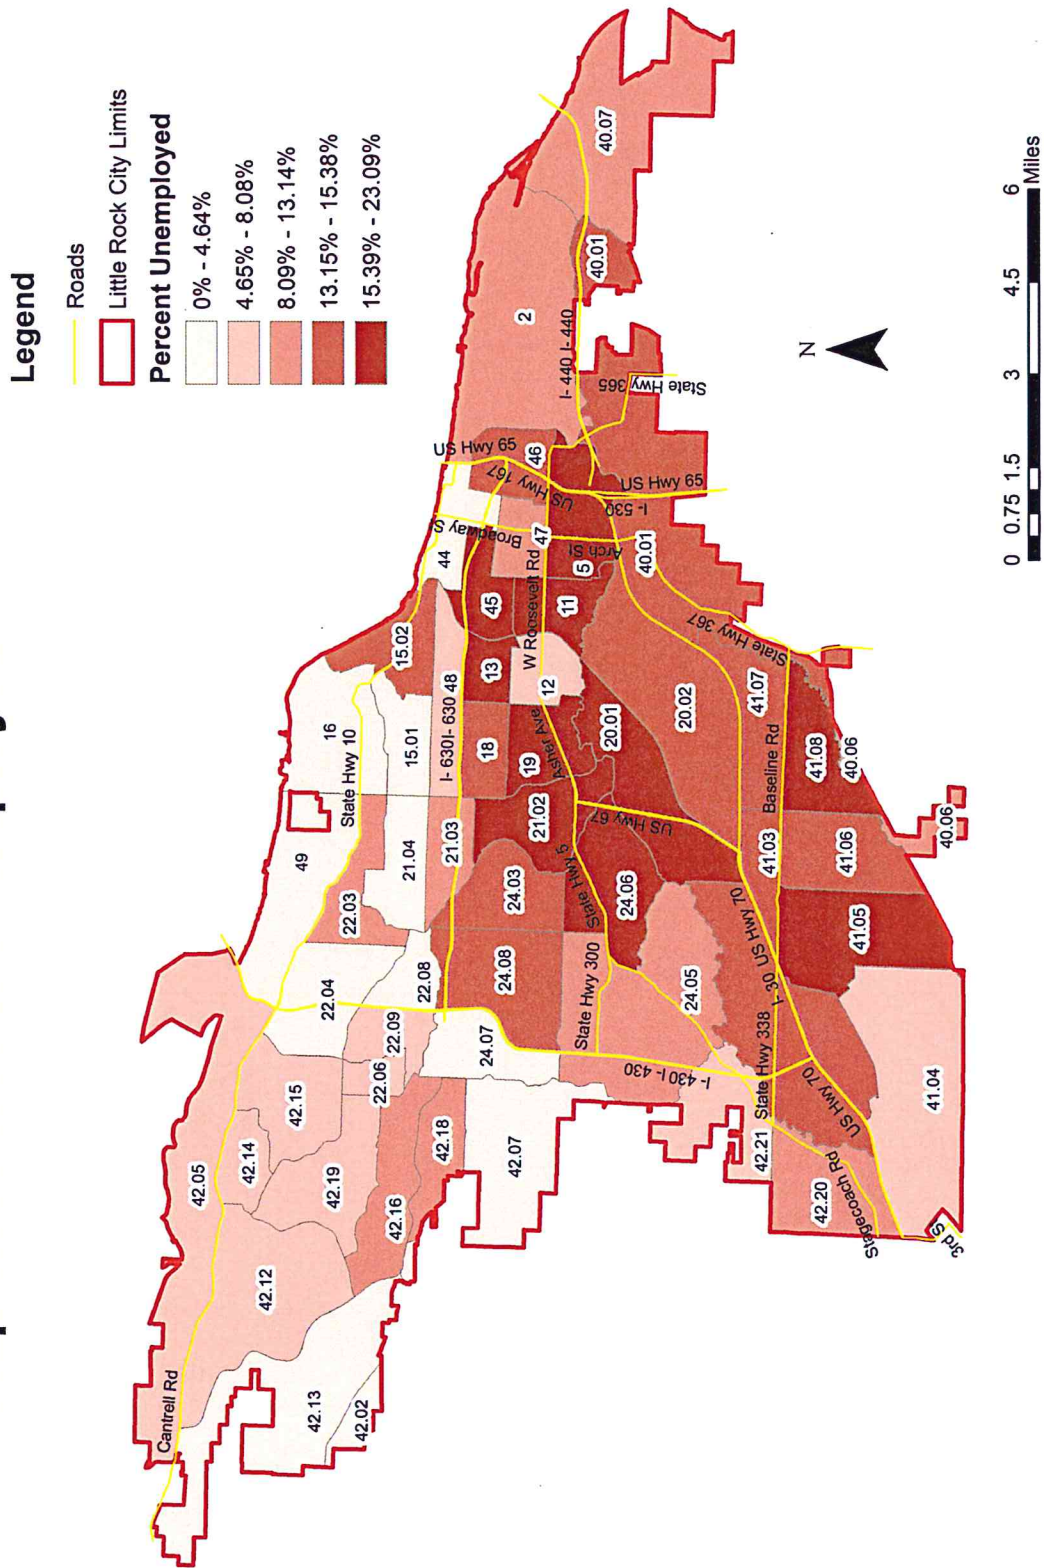 Legend
Roads
Little Rock City Limits
Percent Unemployed
0% - 4.64%
4.65% - 8.08%
8.09% - 13.14%
13.15% - 15.38%
15.39% - 23.09%
Cantrell Rd
42.13
42.02
42.12
42.05
42.14
42.15
42.19
42.16
42.18
22.06
22.09
22.04
22.08
24.07
42.07
49
22.03
21.04
21.03
State Hwy 10
16
15.01
15.02
I- 630 I- 630
48
44
Broadway St
US Hwy 65
US Hwy 167
46
47
45
13
18
W Roosevelt Rd
5
11
12
Arch St
I- 530
US Hwy 65
2
I- 440 I- 440
40.01
40.07
365
State Hwy
40.01
State Hwy 367
19
Asher Ave
20.01
20.02
21.02
US Hwy 67
State Hwy 5
24.03
24.06
24.08
State Hwy 300
24.05
I- 430 I- 430
41.07
Baseline Rd
41.08
40.06
41.03
41.06
40.06
US Hwy 70
I- 30
41.05
State Hwy 338
US Hwy 70
41.04
42.21
42.20
Stagecoach Rd
3rd S
N
0 0.75 1.5 3 4.5 6
Miles